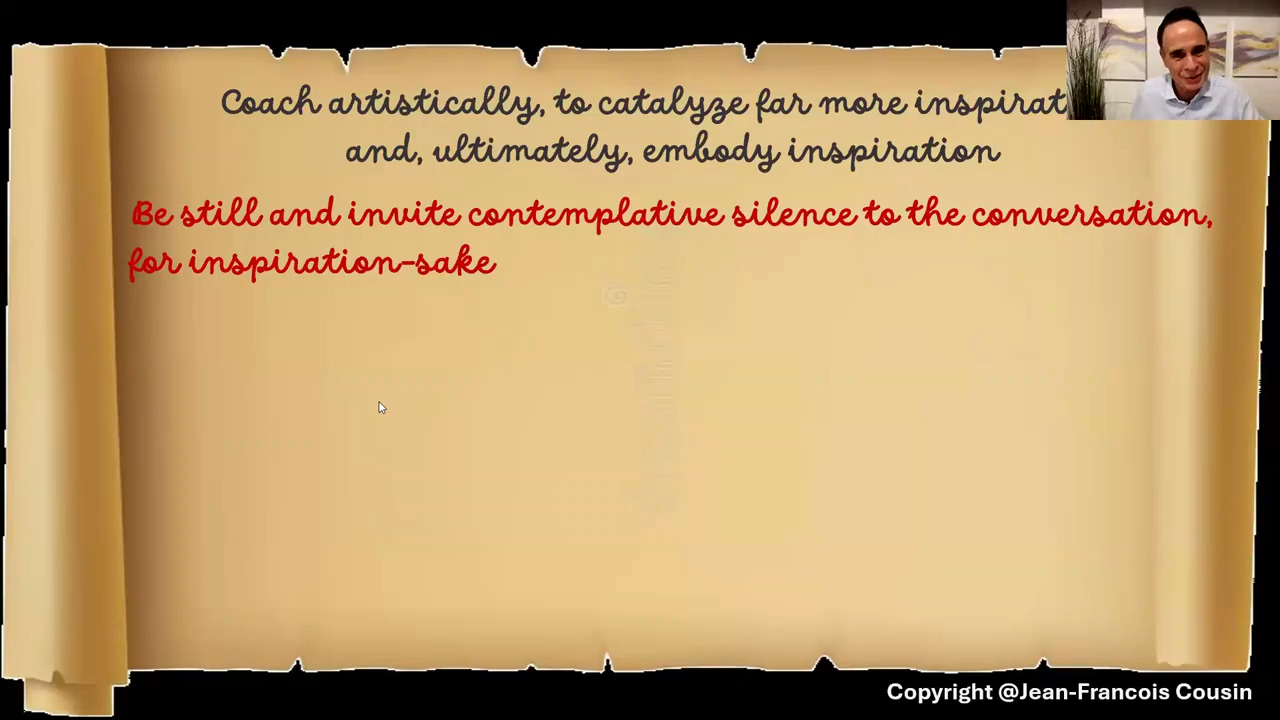 Coach artistically, to catalyze far more
and, ultimately, embody inspiration
Be still and invite contemplative silence to the conversation,
for inspiration-sake
Copyright @Jean-Francois Cousin